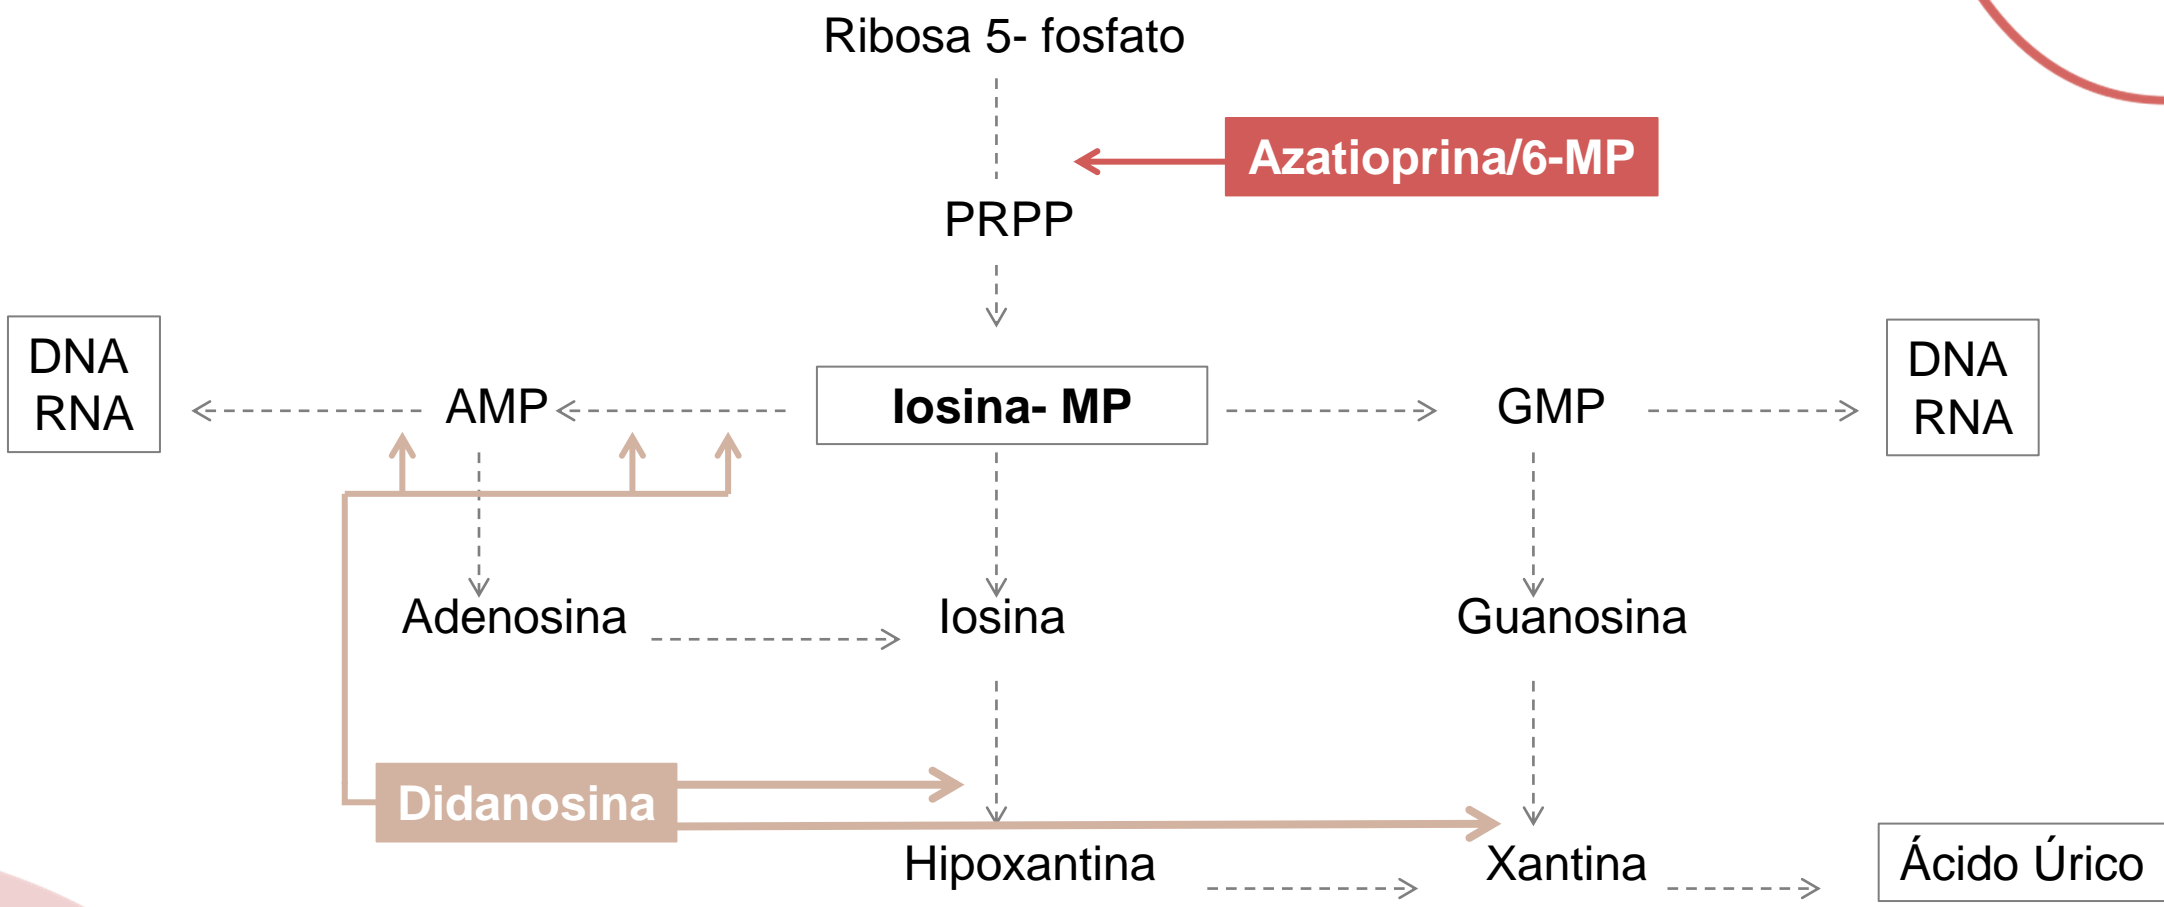 Ribosa 5- fosfato
Azatioprina/6-MP
PRPP
DNA
RNA
AMP
Iosina- MP
GMP
DNA
RNA
Adenosina
Iosina
Guanosina
Didanosina
Hipoxantina
Xantina
Ácido Úrico